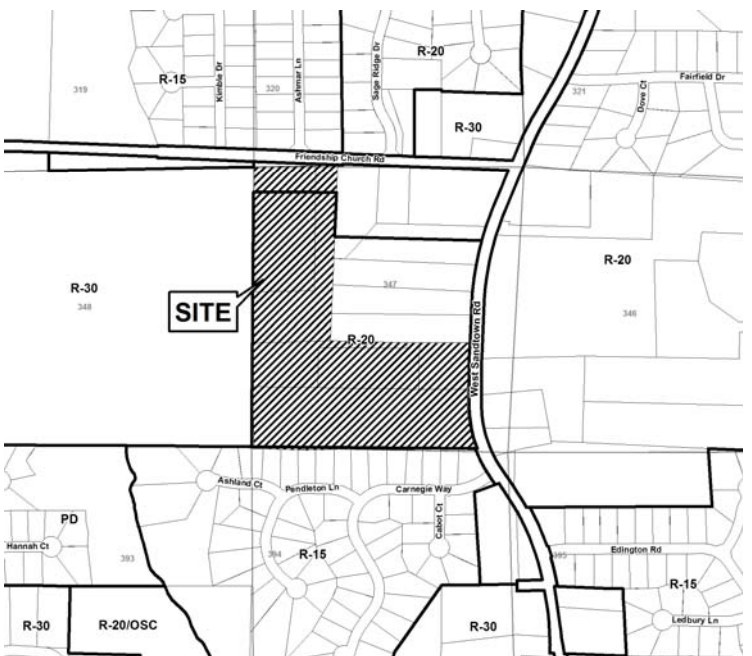 R-20
Fairfield Dr
R-15
319
320
321
Kimble Dr
Ashmar Ln
Sage Ridge Dr
Dove Ct
R-30
Friendship Church Rd
R-20
R-30
347
348
346
SITE
R-20
West Sandtown Rd
Ashland Ct
Pendleton Ln
Carnegie Way
Cabot Ct
PD
Hannah Ct
393
394
R-15
395
Edington Rd
R-15
R-30
R-20/OSC
R-30
Ledbury Ln